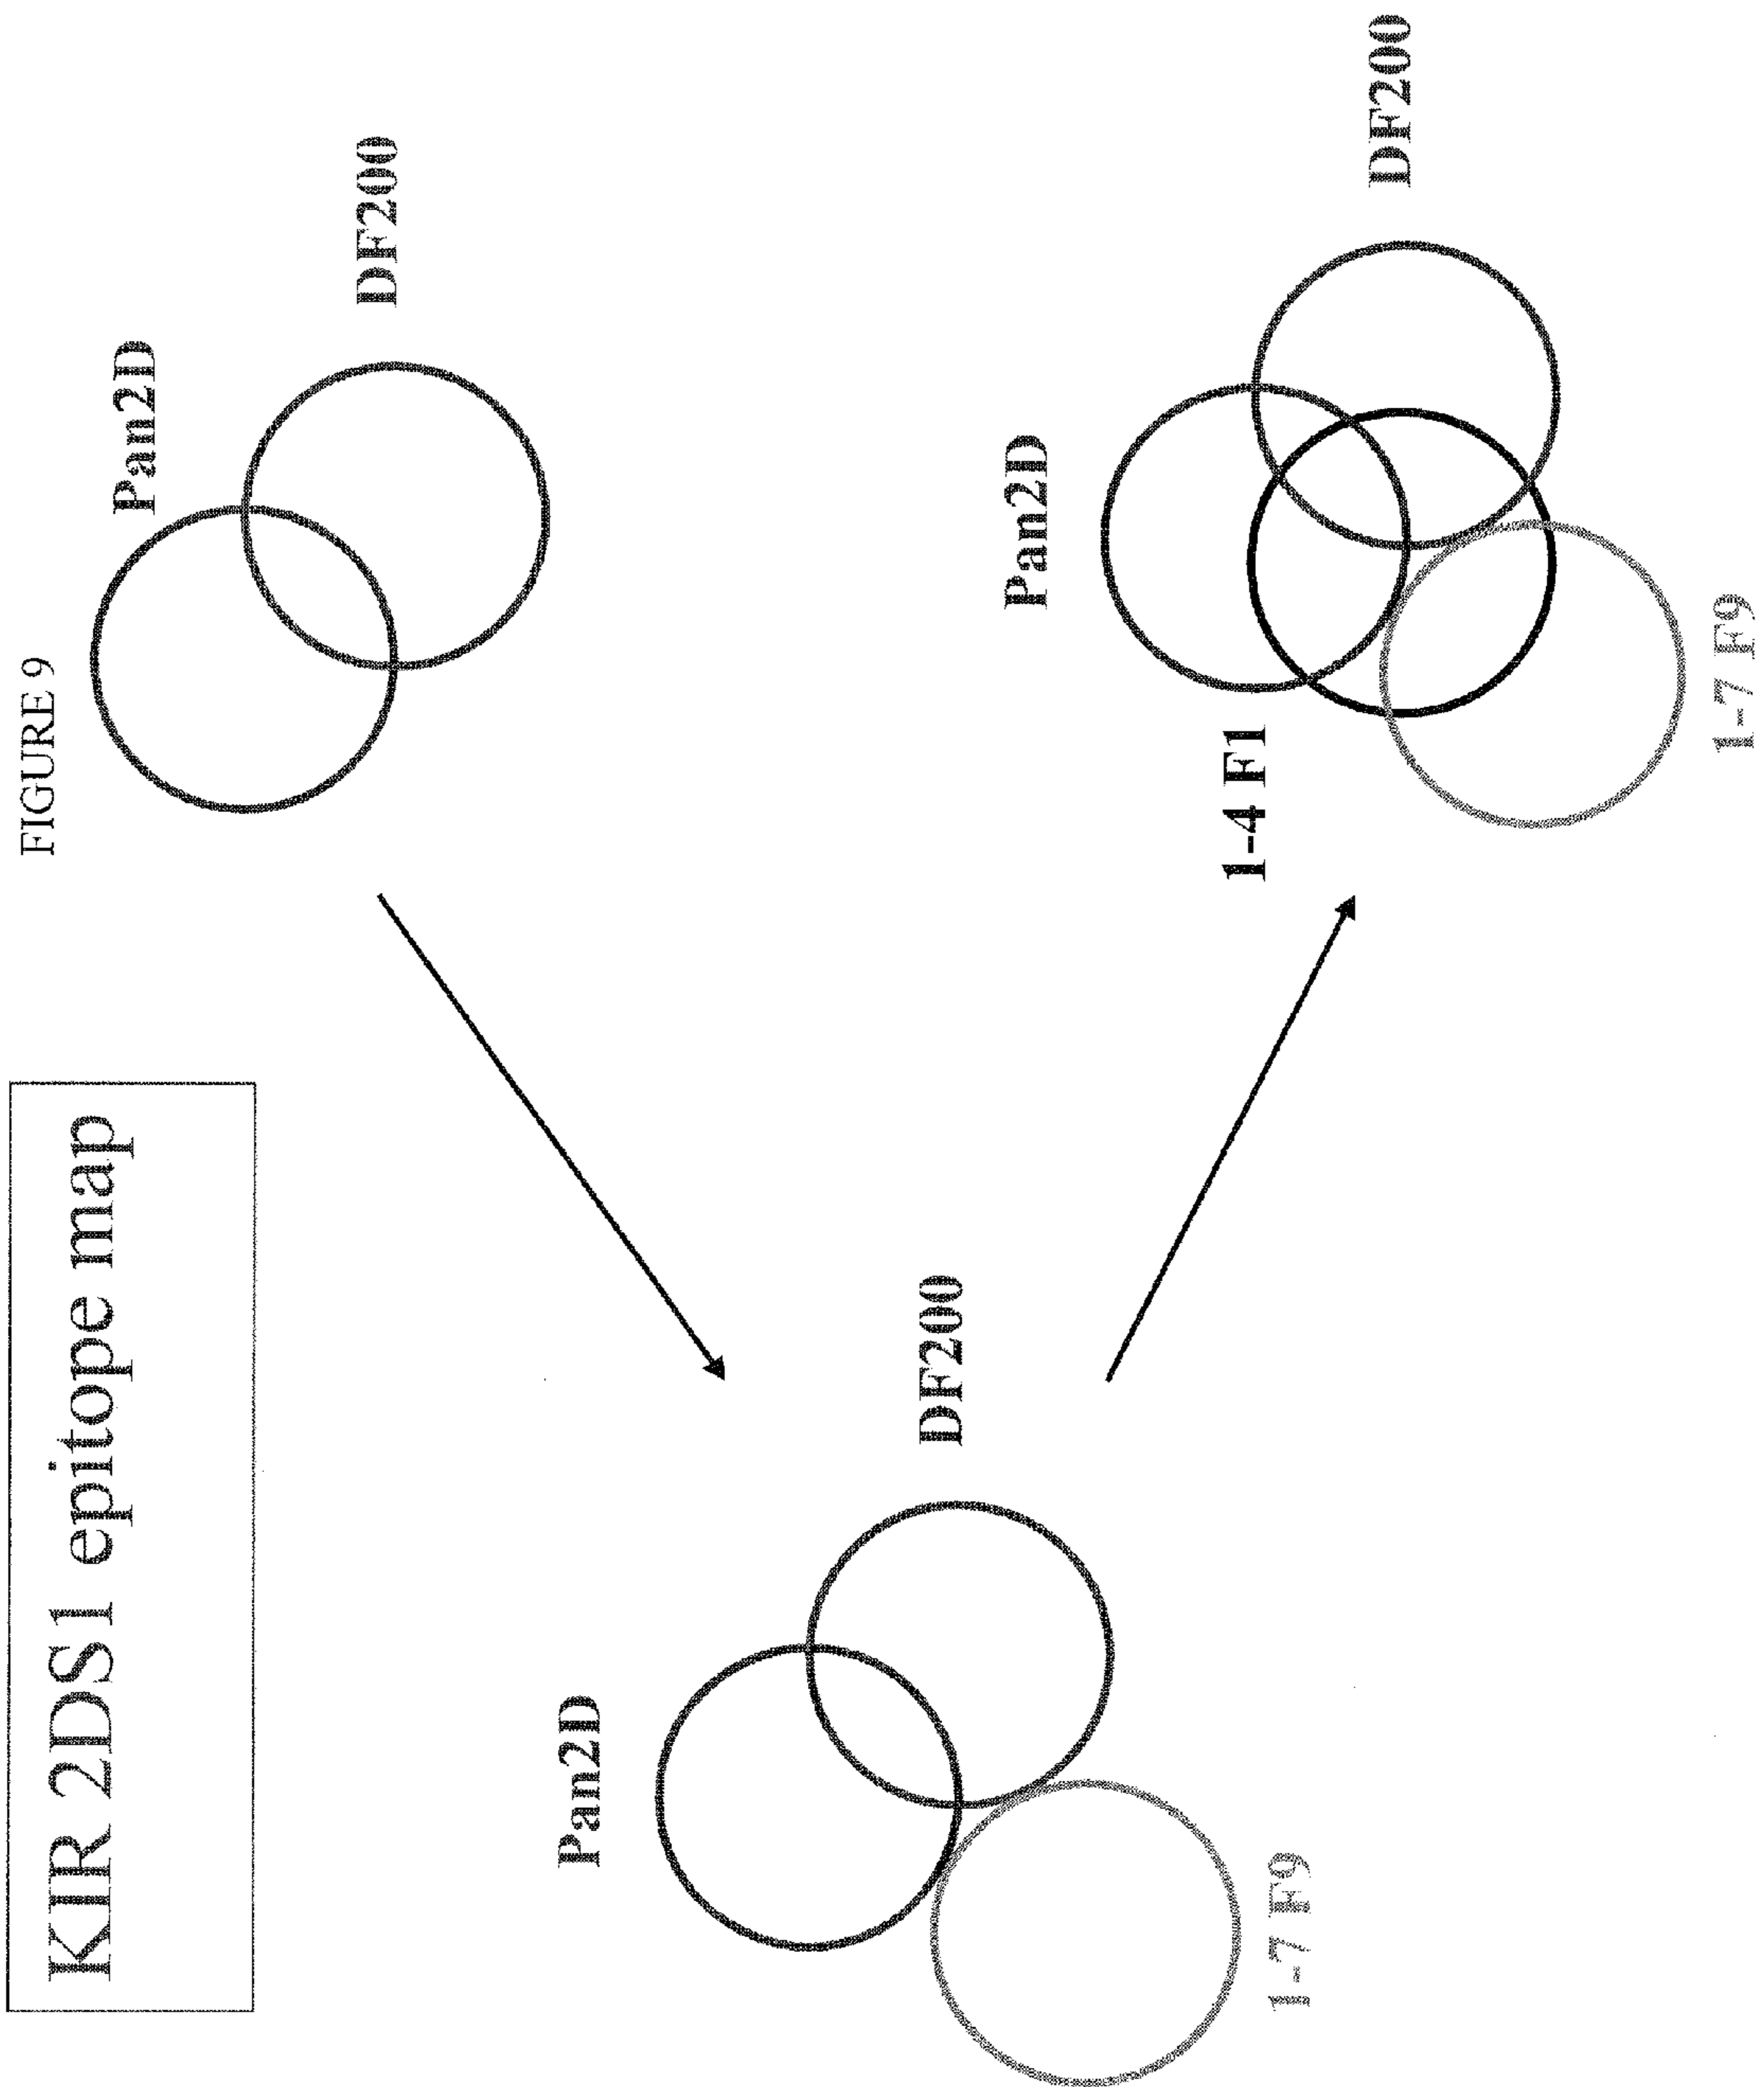 FIGURE 9
KIR 2DS1 epitope map
Pan2D
DF200
Pan2D
DF200
1-7 F9
Pan2D
DF200
1-4 F1
1-7 F9